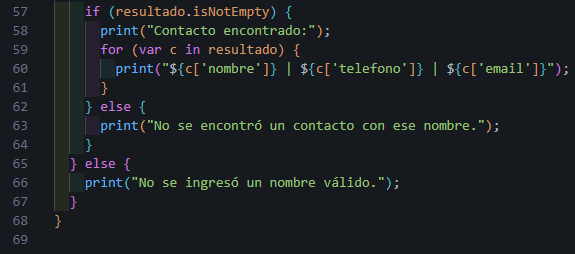 57 if (resultado.isNotEmpty) {
58 print("Contacto encontrado:");
59 for (var c in resultado) {
60 print("${c['nombre']} | ${c['telefono']} | ${c['email']}");
61 }
62 } else {
63 print("No se encontró un contacto con ese nombre.");
64 }
65 } else {
66 print("No se ingresó un nombre válido.");
67 }
68 }
69